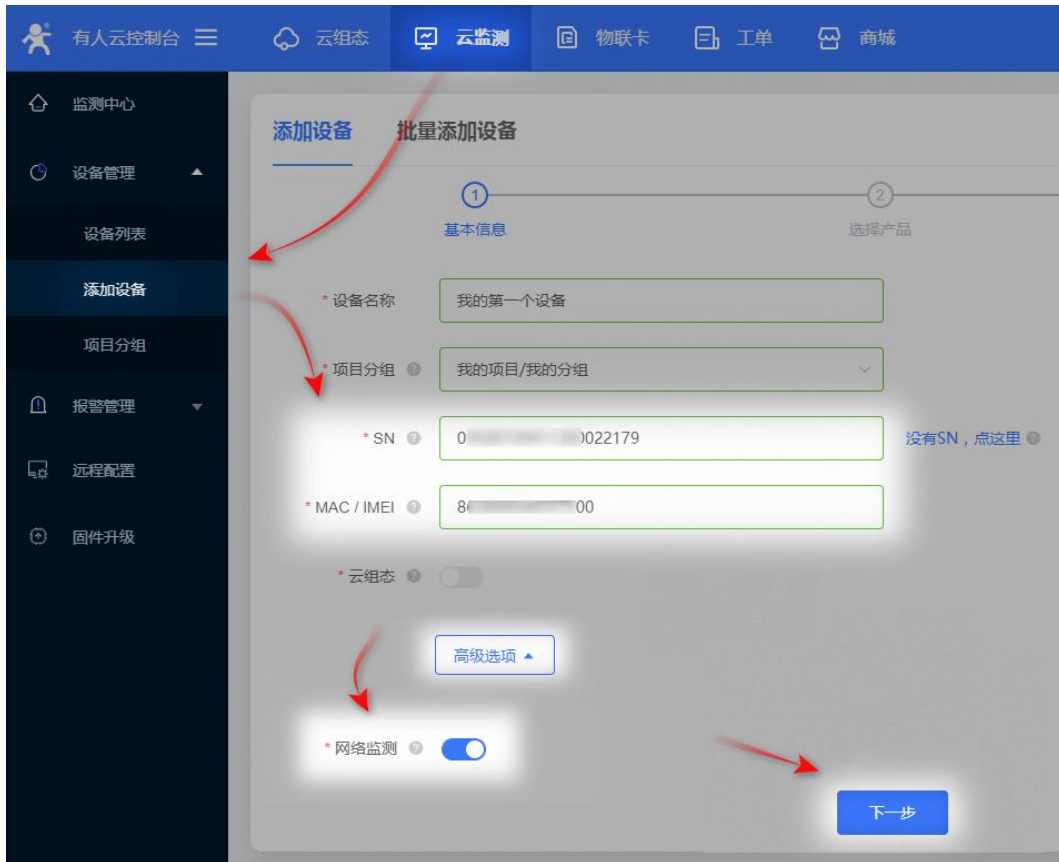 有人云控制台 云组态 云监测 物联卡 工单 商城
监测中心
设备管理
设备列表
添加设备
项目分组
报警管理
远程配置
固件升级
添加设备 批量添加设备
1 2
基本信息 选择产品
* 设备名称 我的第一个设备
* 项目分组 我的项目/我的分组
* SN 0 022179 没有SN，点这里
* MAC / IMEI 8 00
* 云组态
高级选项
* 网络监测
下一步